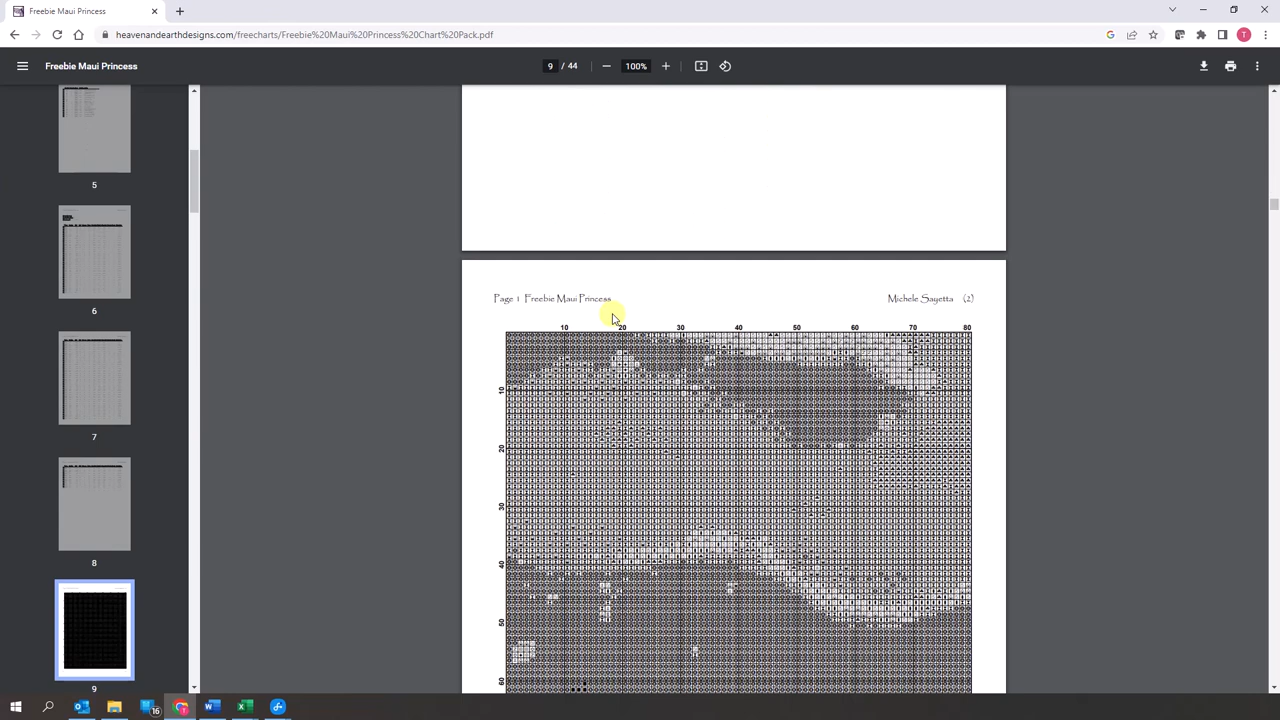 Freebie Maui Princess
heavenandearthdesigns.com/freecharts/Freebie%20Maui%20Princess%20Chart%20Pack.pdf
T
Freebie Maui Princess
9 / 44
100%
5
6
7
8
9
Page 1 Freebie Maui Princess
Michele Sayetta (2)
10 20 30 40 50 60 70 80
10
20
30
40
50
60
16